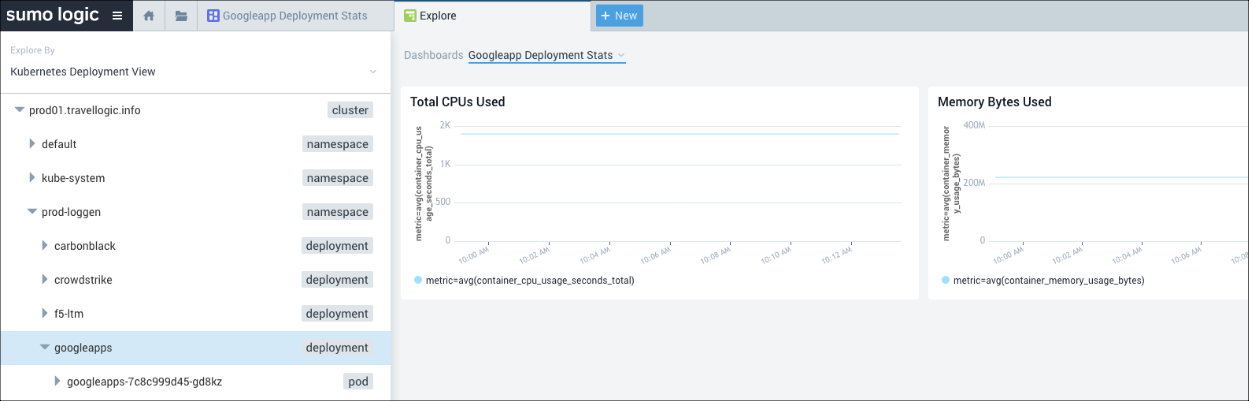 sumo logic
Googleapp Deployment Stats
Explore
+ New
Explore By
Kubernetes Deployment View
prod01.travellogic.info cluster
default namespace
kube-system namespace
prod-loggen namespace
carbonblack deployment
crowdstrike deployment
f5-ltm deployment
googleapps deployment
googleapps-7c8c999d45-gd8kz pod
Dashboards Googleapp Deployment Stats
Total CPUs Used
metric=avg(container_cpu_us
age_seconds_total)
2K
1K
500
0
10:00 AM 10:02 AM 10:04 AM 10:06 AM 10:08 AM 10:10 AM 10:12 AM
metric=avg(container_cpu_usage_seconds_total)
Memory Bytes Used
metric=avg(container_memor
y_usage_bytes)
400M
200M
0
10:00 AM 10:02 AM 10:04 AM 10:06 AM 10:08
metric=avg(container_memory_usage_bytes)